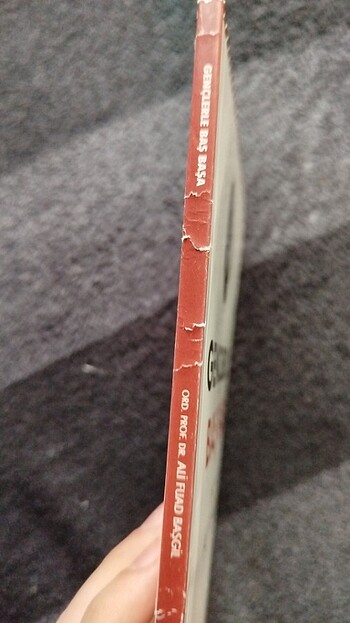 GENÇLERLE BAŞ BAŞA
ORD. PROF. DR. ALİ FUAD BAŞGİL